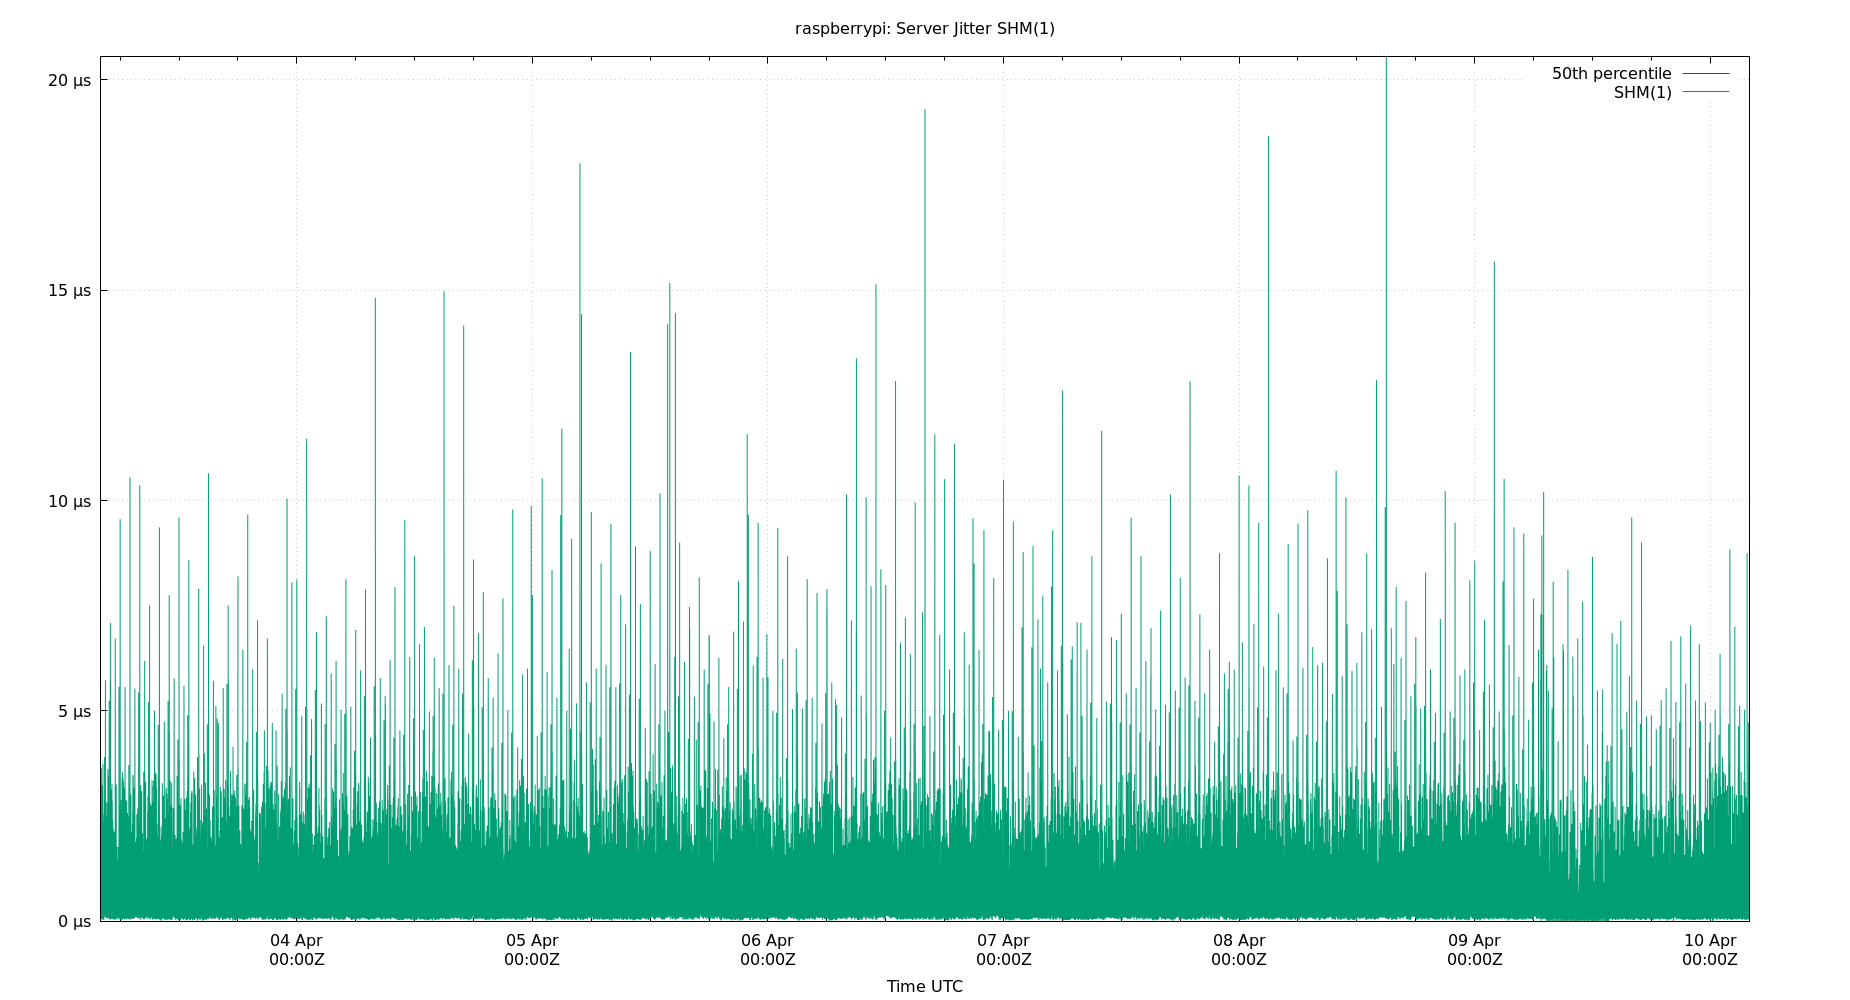 raspberrypi: Server Jitter SHM(1)
50th percentile
SHM(1)
20 µs
15 µs
10 µs
5 µs
0 µs
04 Apr 05 Apr 06 Apr 07 Apr 08 Apr 09 Apr 10 Apr
00:00Z 00:00Z 00:00Z 00:00Z 00:00Z 00:00Z 00:00Z
Time UTC